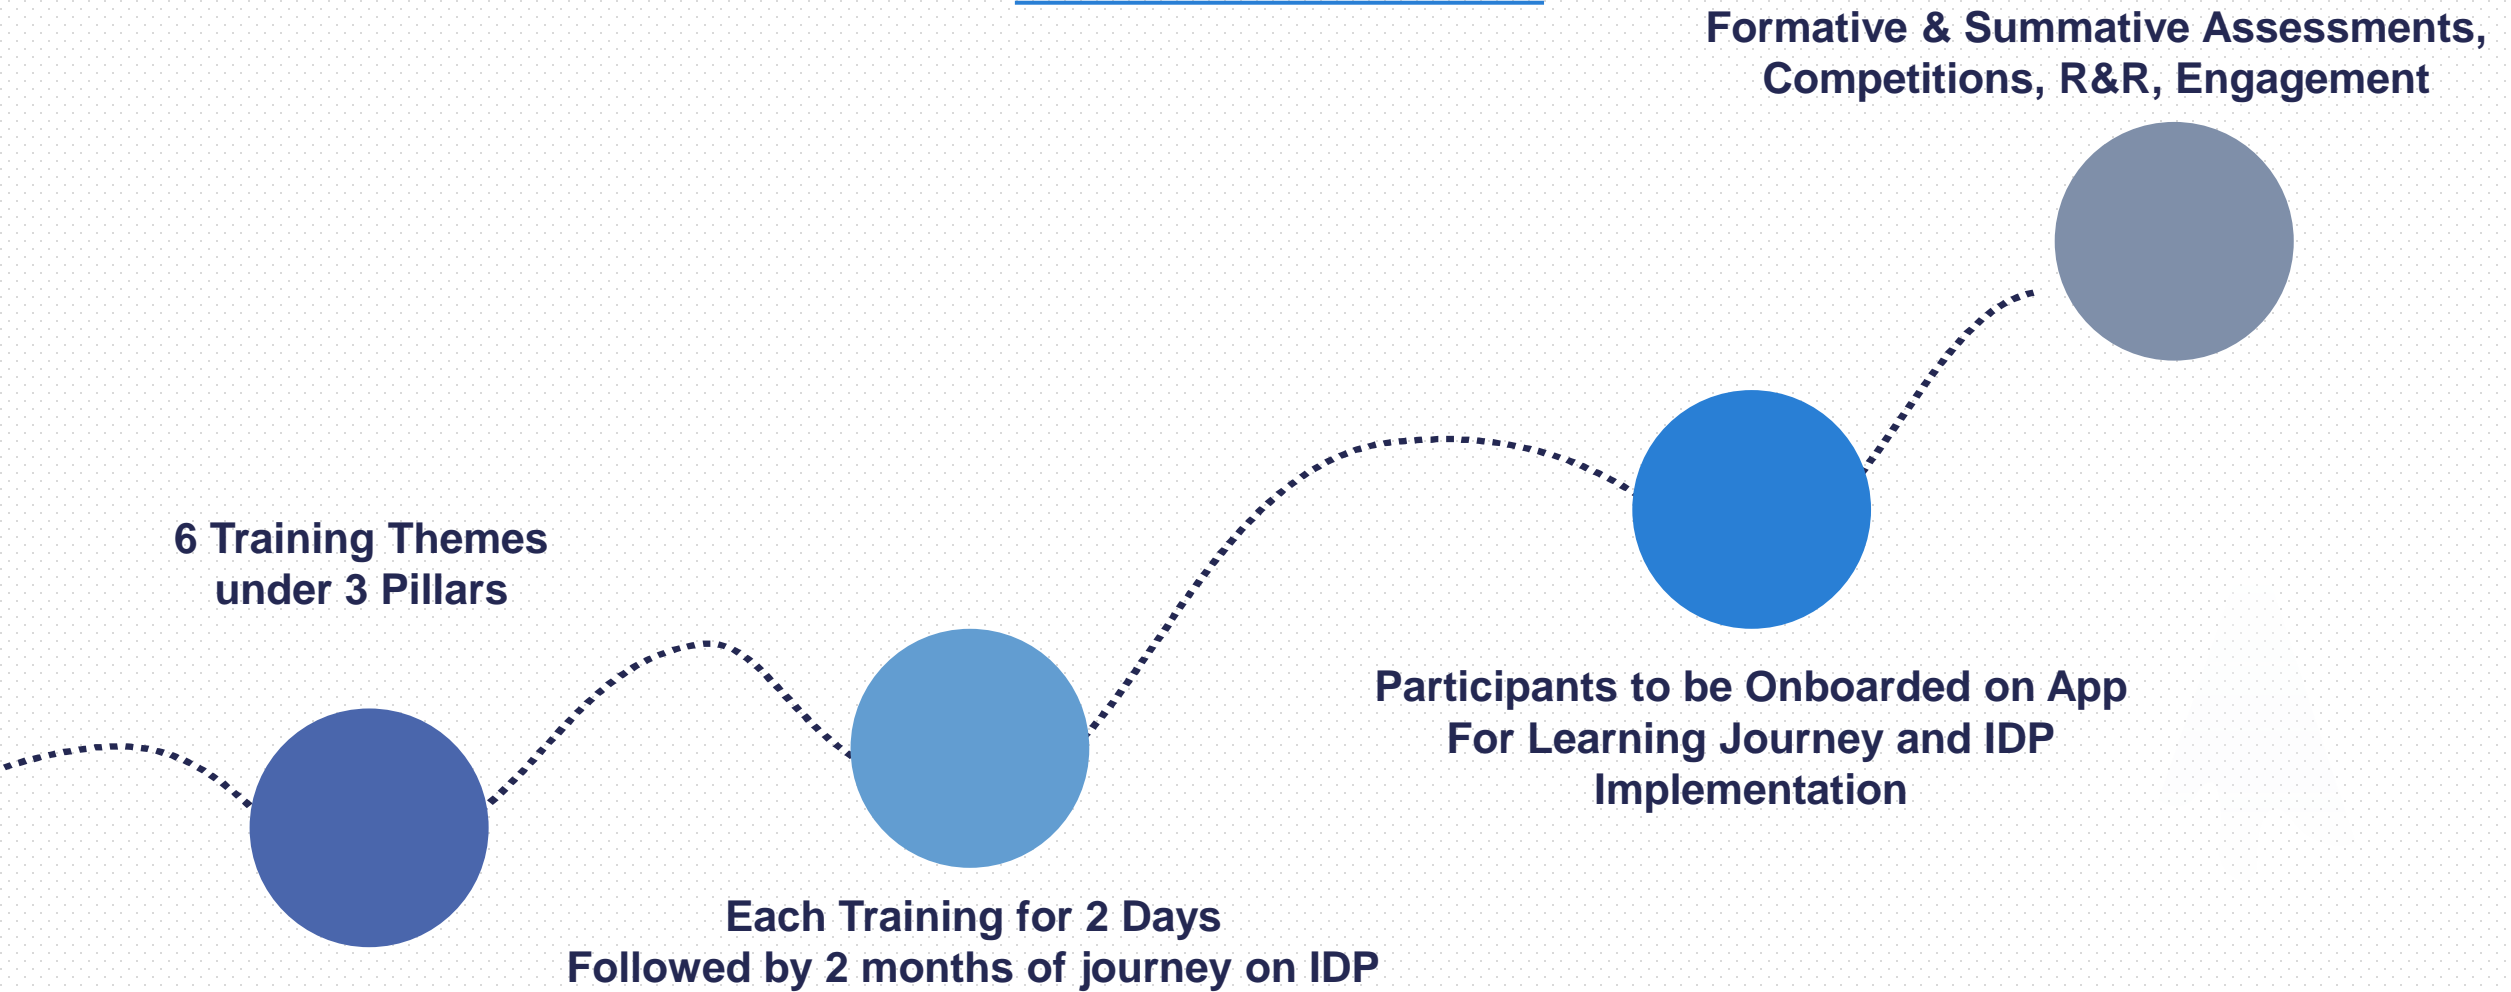 Formative & Summative Assessments,
Competitions, R&R, Engagement
6 Training Themes
under 3 Pillars
Participants to be Onboarded on App
For Learning Journey and IDP
Implementation
Each Training for 2 Days
Followed by 2 months of journey on IDP